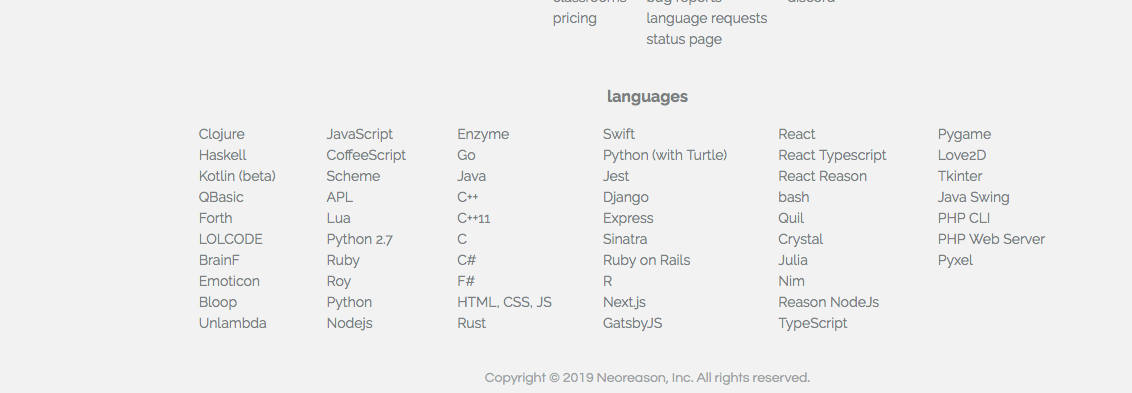 pricing
language requests
status page
languages
Clojure
Haskell
Kotlin (beta)
QBasic
Forth
LOLCODE
BrainF
Emoticon
Bloop
Unlambda
JavaScript
CoffeeScript
Scheme
APL
Lua
Python 2.7
Ruby
Roy
Python
Nodejs
Enzyme
Go
Java
C++
C++11
C
C#
F#
HTML, CSS, JS
Rust
Swift
Python (with Turtle)
Jest
Django
Express
Sinatra
Ruby on Rails
R
Next.js
GatsbyJS
React
React Typescript
React Reason
bash
Quil
Crystal
Julia
Nim
Reason NodeJs
TypeScript
Pygame
Love2D
Tkinter
Java Swing
PHP CLI
PHP Web Server
Pyxel
Copyright © 2019 Neoreason, Inc. All rights reserved.